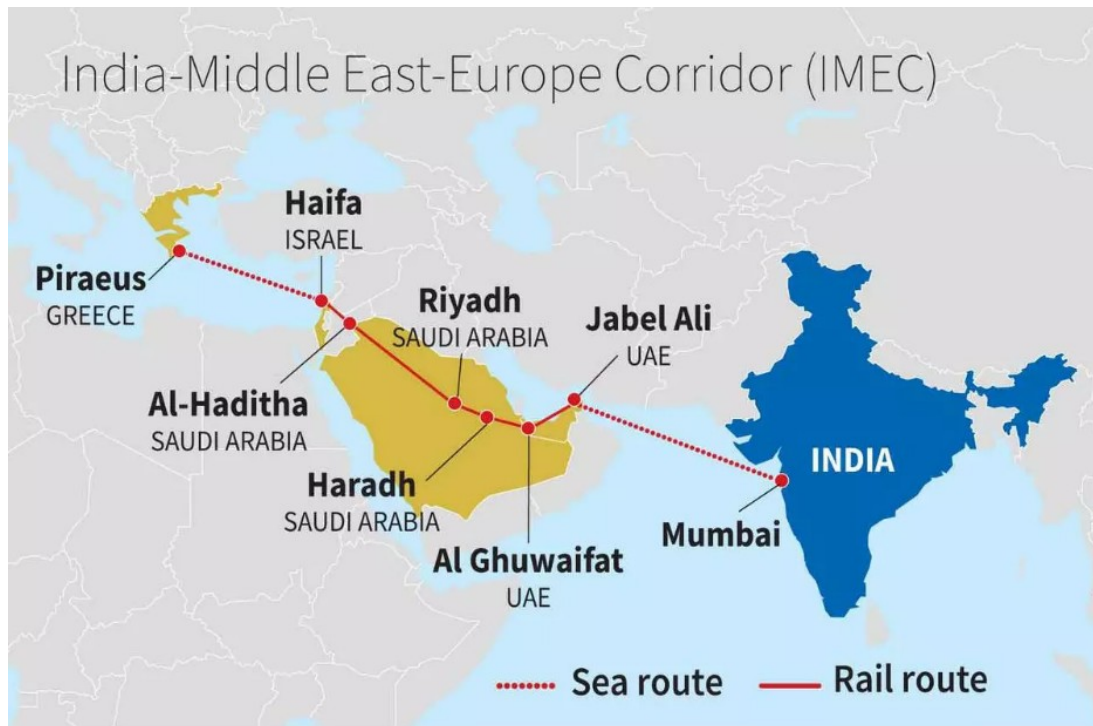 India-Middle East-Europe Corridor (IMEC)
Haifa
ISRAEL
Piraeus
GREECE
Riyadh
SAUDI ARABIA
Jabel Ali
UAE
Al-Haditha
SAUDI ARABIA
INDIA
Haradh
SAUDI ARABIA
Mumbai
Al Ghuwaifat
UAE
Sea route
Rail route